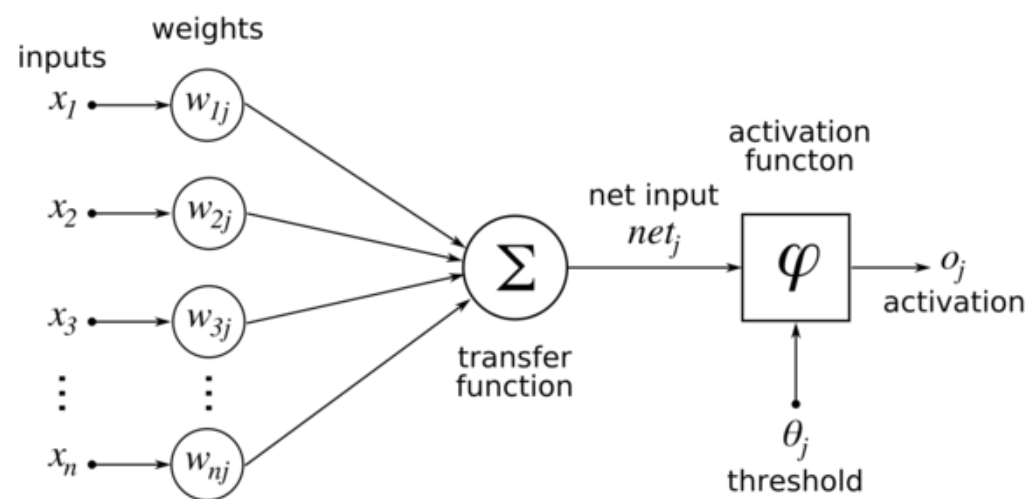 weights
inputs
x1
w1j
x2
w2j
x3
w3j
⋮
⋮
xn
wnj
Σ
transfer
function
net input
netj
activation
functon
φ
oj
activation
θj
threshold